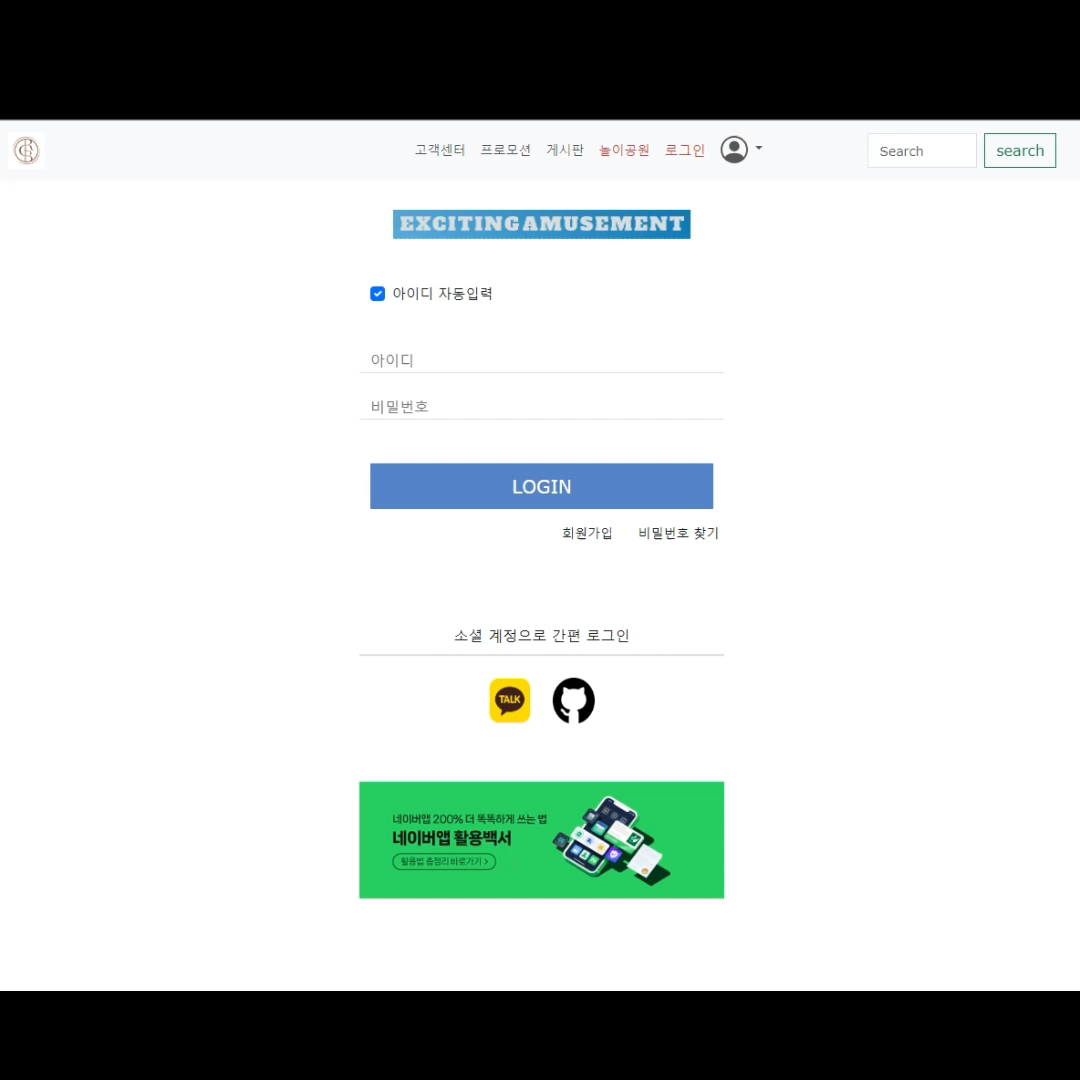 고객센터 프로모션 게시판 놀이공원 로그인 Search search
EXCITING AMUSEMENT
아이디 자동입력
아이디
비밀번호
LOGIN
회원가입 비밀번호 찾기
소셜 계정으로 간편 로그인
TALK
네이버앱 200% 더 똑똑하게 쓰는 법
네이버앱 활용백서
활용법 총정리 바로가기 >